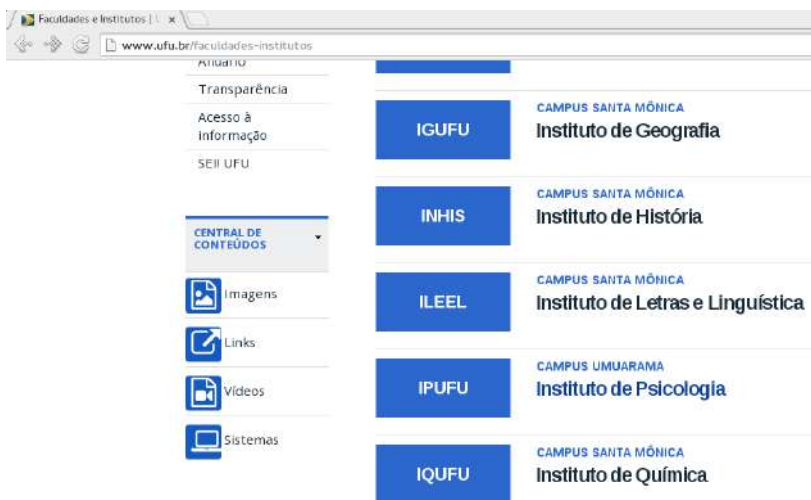 Faculdades e Institutos | U
www.ufu.br/faculdades-institutos
Anuário
Transparência
Acesso à
informação
SEI! UFU
CENTRAL DE
CONTEÚDOS
Imagens
Links
Vídeos
Sistemas
IGUFU
CAMPUS SANTA MÔNICA
Instituto de Geografia
INHIS
CAMPUS SANTA MÔNICA
Instituto de História
ILEEL
CAMPUS SANTA MÔNICA
Instituto de Letras e Linguística
IPUFU
CAMPUS UMUARAMA
Instituto de Psicologia
IQUFU
CAMPUS SANTA MÔNICA
Instituto de Química